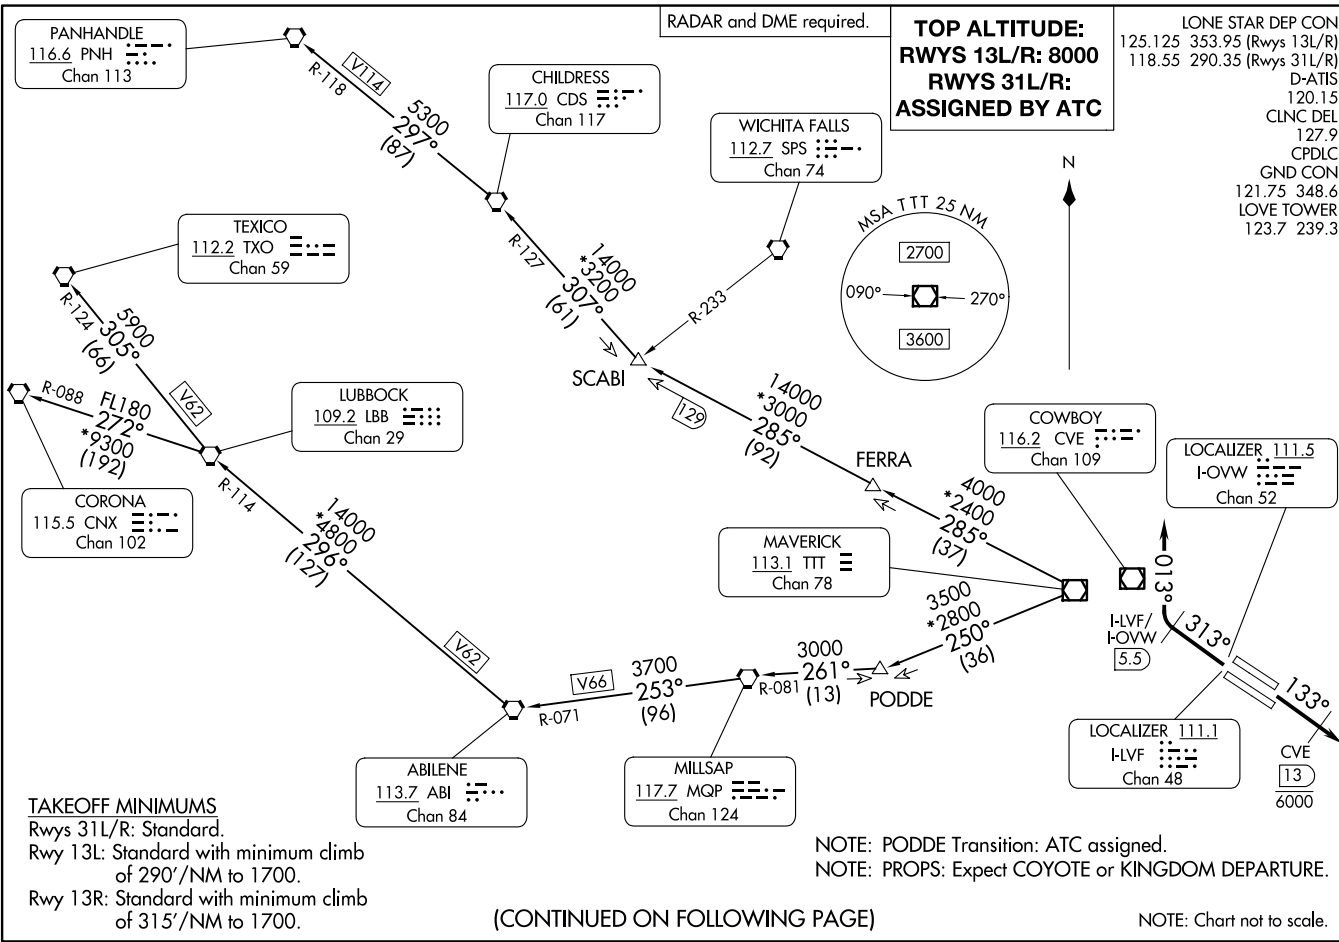 RADAR and DME required.
TOP ALTITUDE:
RWYS 13L/R: 8000
RWYS 31L/R:
ASSIGNED BY ATC
LONE STAR DEP CON
125.125 353.95 (Rwys 13L/R)
118.55 290.35 (Rwys 31L/R)
D-ATIS
120.15
CLNC DEL
127.9
CPDLC
GND CON
121.75 348.6
LOVE TOWER
123.7 239.3
PANHANDLE
116.6 PNH
Chan 113
R-118
V114
5300
297°
(87)
CHILDRESS
117.0 CDS
Chan 117
WICHITA FALLS
112.7 SPS
Chan 74
N
MSA TTT 25 NM
2700
090°
270°
3600
TEXICO
112.2 TXO
Chan 59
R-127
14000
*3200
307°
(61)
R-233
R-124
5900
305°
(66)
V62
SCABI
129
R-088
FL180
272°
*9300
(192)
LUBBOCK
109.2 LBB
Chan 29
14000
*3000
285°
(92)
FERRA
COWBOY
116.2 CVE
Chan 109
LOCALIZER 111.5
I-OVW
Chan 52
CORONA
115.5 CNX
Chan 102
R-114
14000
*4800
296°
(127)
4000
*2400
285°
(37)
MAVERICK
113.1 TTT
Chan 78
013°
I-LVF/
I-OVW
5.5
313°
133°
3500
*2800
250°
(36)
V62
V66
3700
253°
(96)
R-071
3000
261°
(13)
R-081
PODDE
ABILENE
113.7 ABI
Chan 84
MILLSAP
117.7 MQP
Chan 124
LOCALIZER 111.1
I-LVF
Chan 48
CVE
13
6000
TAKEOFF MINIMUMS
Rwys 31L/R: Standard.
Rwy 13L: Standard with minimum climb
of 290'/NM to 1700.
Rwy 13R: Standard with minimum climb
of 315'/NM to 1700.
NOTE: PODDE Transition: ATC assigned.
NOTE: PROPS: Expect COYOTE or KINGDOM DEPARTURE.
(CONTINUED ON FOLLOWING PAGE)
NOTE: Chart not to scale.